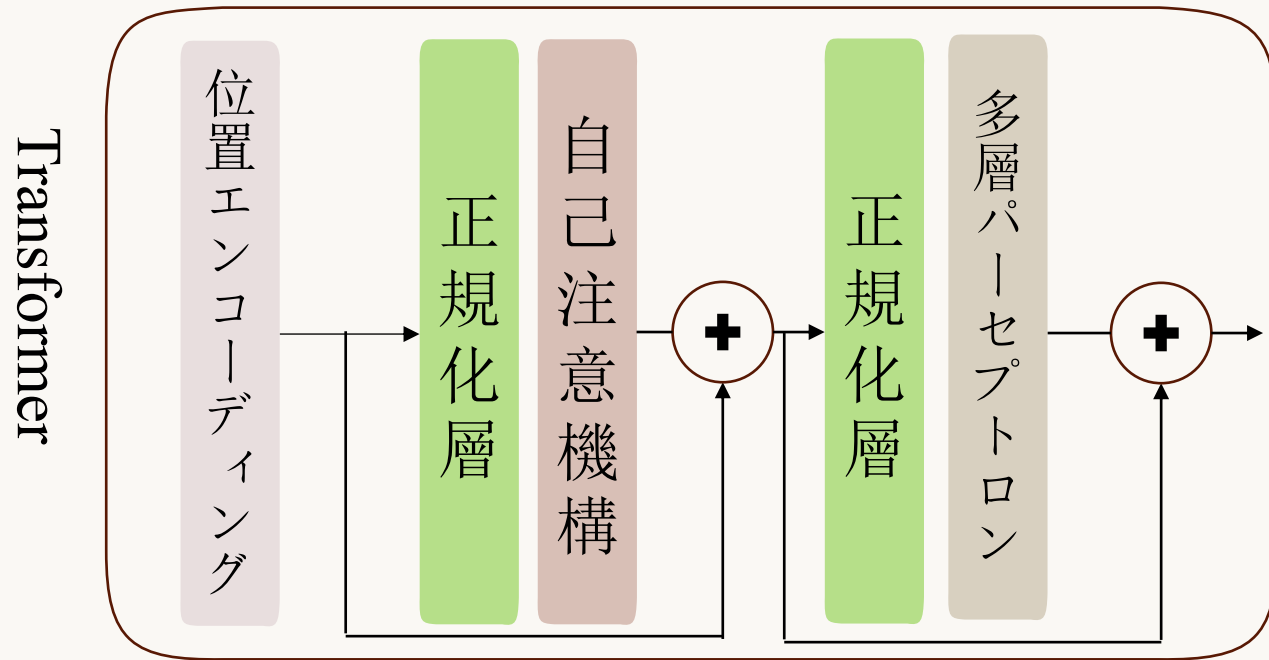 Transformer
位置エンコーディング
正規化層
自己注意機構
正規化層
多層パーセプトロン